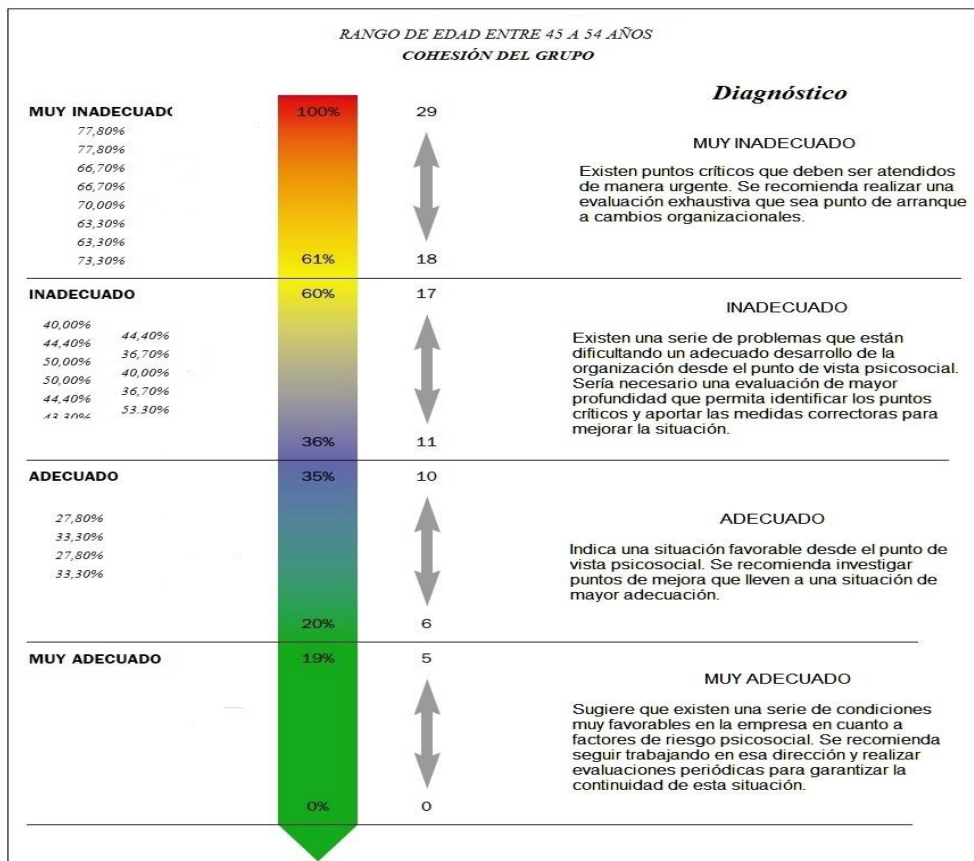 RANGO DE EDAD ENTRE 45 A 54 AÑOS
COHESIÓN DEL GRUPO
Diagnóstico
MUY INADECUADO
77,80%
77,80%
66,70%
66,70%
70,00%
63,30%
63,30%
73,30%
100%
61%
29
18
MUY INADECUADO
Existen puntos críticos que deben ser atendidos
de manera urgente. Se recomienda realizar una
evaluación exhaustiva que sea punto de arranque
a cambios organizacionales.
INADECUADO
40,00%
44,40%
50,00%
50,00%
44,40%
43,30%
44,40%
36,70%
40,00%
36,70%
53.30%
60%
36%
17
11
INADECUADO
Existen una serie de problemas que están
dificultando un adecuado desarrollo de la
organización desde el punto de vista psicosocial.
Sería necesario una evaluación de mayor
profundidad que permita identificar los puntos
críticos y aportar las medidas correctoras para
mejorar la situación.
ADECUADO
27,80%
33,30%
27,80%
33,30%
35%
20%
10
6
ADECUADO
Indica una situación favorable desde el punto de
vista psicosocial. Se recomienda investigar
puntos de mejora que lleven a una situación de
mayor adecuación.
MUY ADECUADO
19%
0%
5
0
MUY ADECUADO
Sugiere que existen una serie de condiciones
muy favorables en la empresa en cuanto a
factores de riesgo psicosocial. Se recomienda
seguir trabajando en esa dirección y realizar
evaluaciones periódicas para garantizar la
continuidad de esta situación.